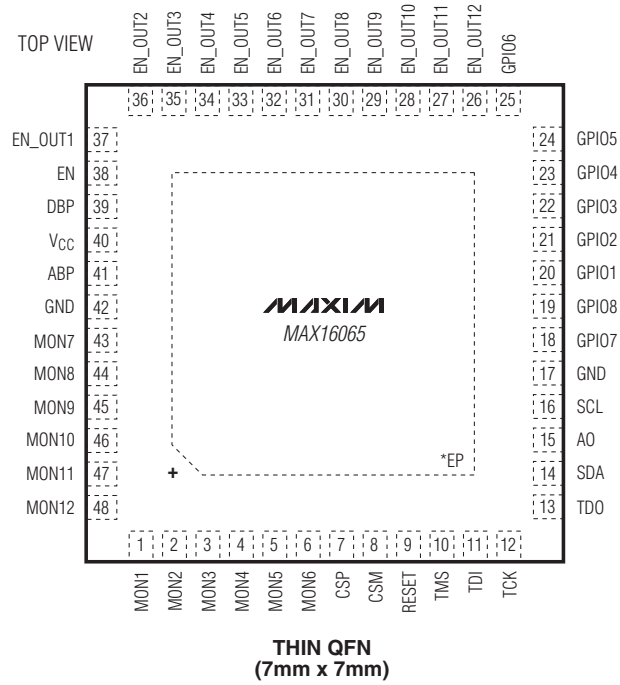 TOP VIEW
EN_OUT2
EN_OUT3
EN_OUT4
EN_OUT5
EN_OUT6
EN_OUT7
EN_OUT8
EN_OUT9
EN_OUT10
EN_OUT11
EN_OUT12
GPIO6
36 35 34 33 32 31 30 29 28 27 26 25
EN_OUT1 37
EN 38
DBP 39
VCC 40
ABP 41
GND 42
MON7 43
MON8 44
MON9 45
MON10 46
MON11 47
MON12 48
24 GPIO5
23 GPIO4
22 GPIO3
21 GPIO2
20 GPIO1
19 GPIO8
18 GPIO7
17 GND
16 SCL
15 A0
14 SDA
13 TDO
MAXIM
MAX16065
*EP
+
1 2 3 4 5 6 7 8 9 10 11 12
MON1
MON2
MON3
MON4
MON5
MON6
CSP
CSM
RESET
TMS
TDI
TCK
THIN QFN
(7mm x 7mm)